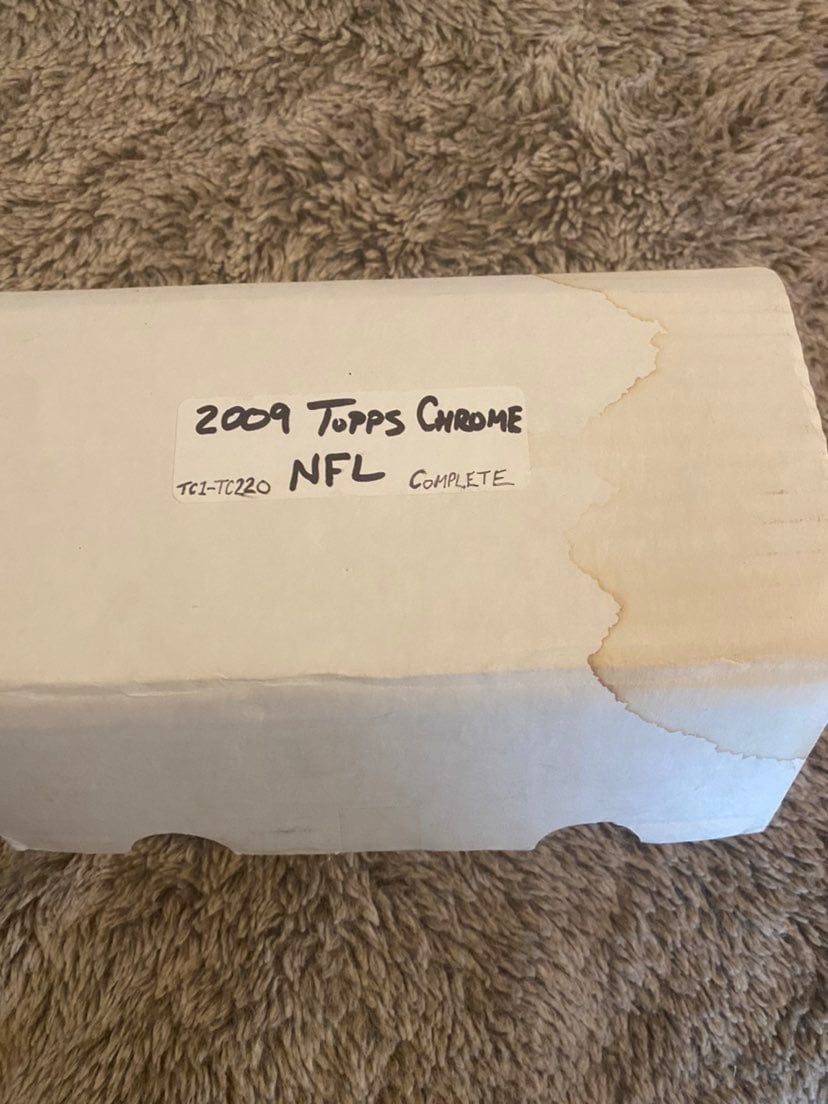 2009 TOPPS CHROME
TC1-TC220 NFL COMPLETE